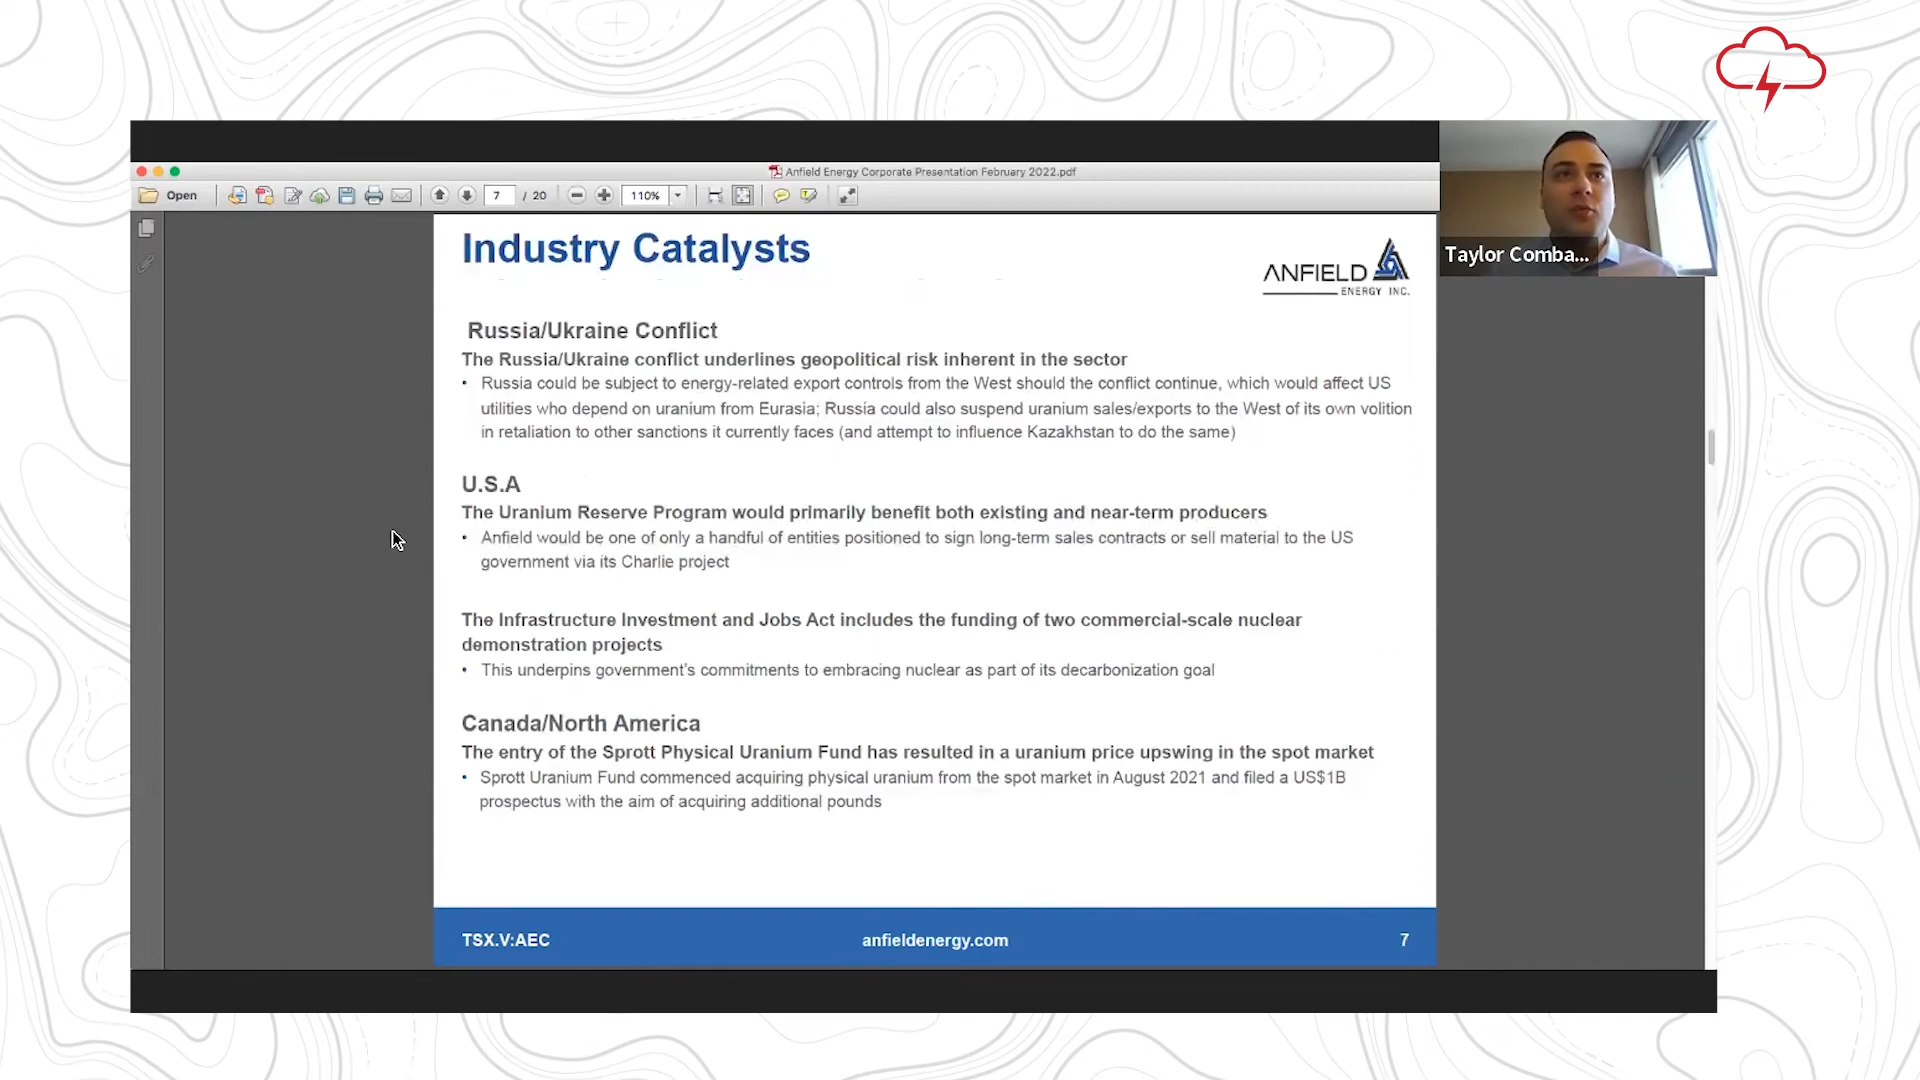 Anfield Energy Corporate Presentation February 2022.pdf
Open
7 / 20
110%
Taylor Comba...
Industry Catalysts
ANFIELD
ENERGY INC.
Russia/Ukraine Conflict
The Russia/Ukraine conflict underlines geopolitical risk inherent in the sector
• Russia could be subject to energy-related export controls from the West should the conflict continue, which would affect US
utilities who depend on uranium from Eurasia; Russia could also suspend uranium sales/exports to the West of its own volition
in retaliation to other sanctions it currently faces (and attempt to influence Kazakhstan to do the same)
U.S.A
The Uranium Reserve Program would primarily benefit both existing and near-term producers
• Anfield would be one of only a handful of entities positioned to sign long-term sales contracts or sell material to the US
government via its Charlie project
The Infrastructure Investment and Jobs Act includes the funding of two commercial-scale nuclear
demonstration projects
• This underpins government's commitments to embracing nuclear as part of its decarbonization goal
Canada/North America
The entry of the Sprott Physical Uranium Fund has resulted in a uranium price upswing in the spot market
• Sprott Uranium Fund commenced acquiring physical uranium from the spot market in August 2021 and filed a US$1B
prospectus with the aim of acquiring additional pounds
TSX.V:AEC
anfieldenergy.com
7